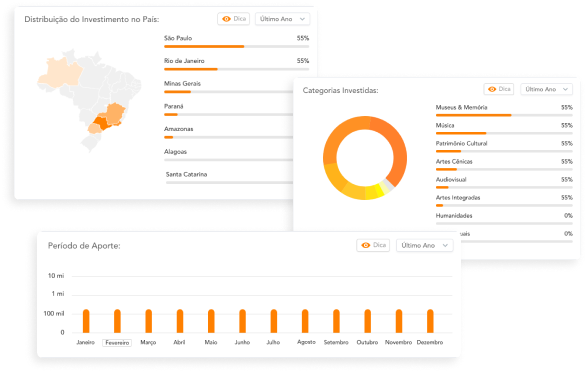 Distribuição do Investimento no País:
Dica
Último Ano
São Paulo 55%
Rio de Janeiro 55%
Minas Gerais
Paraná
Amazonas
Alagoas
Santa Catarina
Categorias Investidas:
Dica
Último Ano
Museus & Memória 55%
Música 55%
Patrimônio Cultural 55%
Artes Cênicas 55%
Audiovisual 55%
Artes Integradas 55%
Humanidades 0%
uais 0%
Período de Aporte:
Dica
Último Ano
10 mi
1 mi
100 mil
0
Janeiro Fevereiro Março Abril Maio Junho Julho Agosto Setembro Outubro Novembro Dezembro